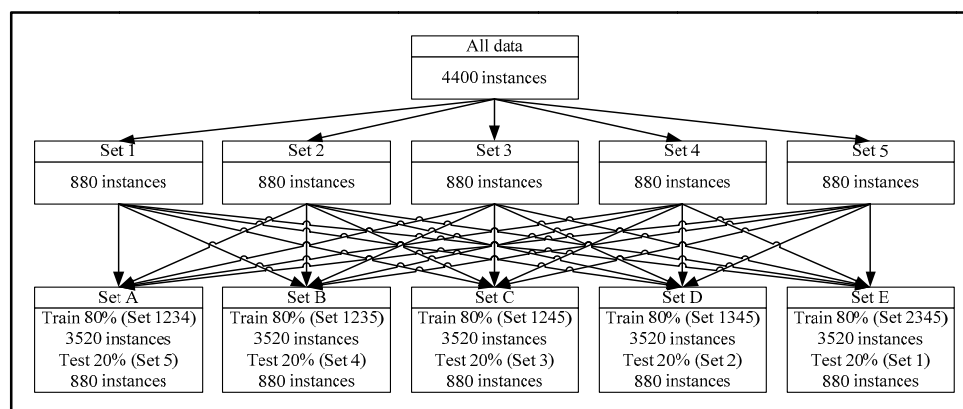 All data
4400 instances
Set 1
880 instances
Set 2
880 instances
Set 3
880 instances
Set 4
880 instances
Set 5
880 instances
Set A
Train 80% (Set 1234)
3520 instances
Test 20% (Set 5)
880 instances
Set B
Train 80% (Set 1235)
3520 instances
Test 20% (Set 4)
880 instances
Set C
Train 80% (Set 1245)
3520 instances
Test 20% (Set 3)
880 instances
Set D
Train 80% (Set 1345)
3520 instances
Test 20% (Set 2)
880 instances
Set E
Train 80% (Set 2345)
3520 instances
Test 20% (Set 1)
880 instances